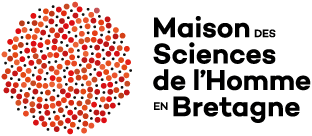 Maison DES
Sciences
de l'Homme
EN Bretagne